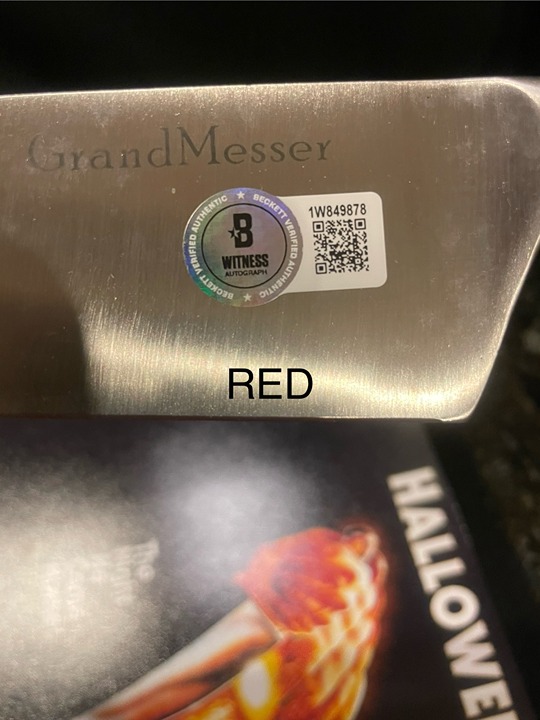 GrandMesser
BECKETT VERIFIED AUTHENTIC ★ BECKETT VERIFIED AUTHENTIC ★
B
WITNESS
AUTOGRAPH
1W849878
RED
HALLOWE